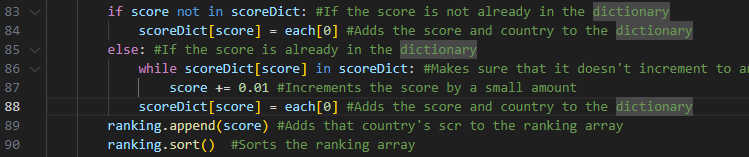 83 if score not in scoreDict: #If the score is not already in the dictionary
84 scoreDict[score] = each[0] #Adds the score and country to the dictionary
85 else: #If the score is already in the dictionary
86 while scoreDict[score] in scoreDict: #Makes sure that it doesn't increment to
87 score += 0.01 #Increments the score by a small amount
88 scoreDict[score] = each[0] #Adds the score and country to the dictionary
89 ranking.append(score) #Adds that country's scr to the ranking array
90 ranking.sort() #Sorts the ranking array